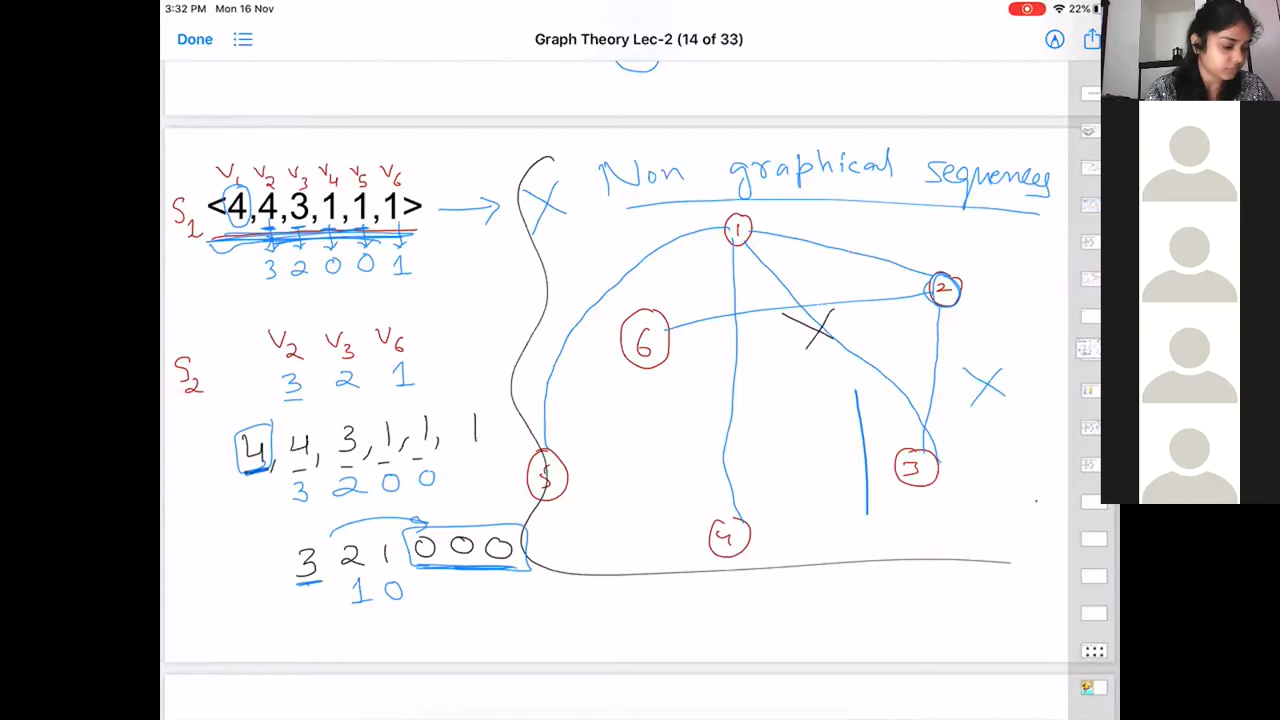 3:32 PM Mon 16 Nov
22%
Done
Graph Theory Lec-2 (14 of 33)
Non graphical sequences
V1 V2 V3 V4 V5 V6
S1 <4,4,3,1,1,1> → X
3 2 0 0 1
V2 V3 V6
S2 3 2 1
4, 4, 3, 1, 1, 1
3 2 0 0
3 2 1 0 0 0
1 0
1
2
6
3
5
4
X
X